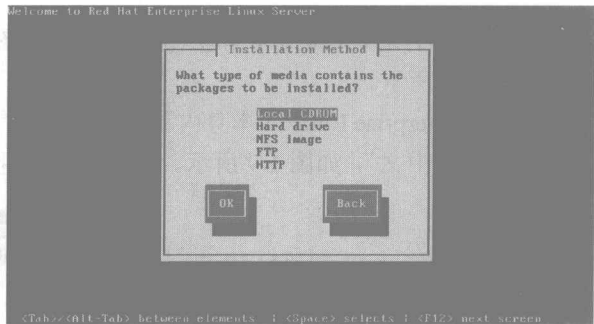 Welcome to Red Hat Enterprise Linux Server
Installation Method
What type of media contains the
packages to be installed?
Local CDROM
Hard drive
NFS image
FTP
HTTP
OK
Back
<Tab>/<Alt-Tab> between elements | <Space> selects | <F12> next screen